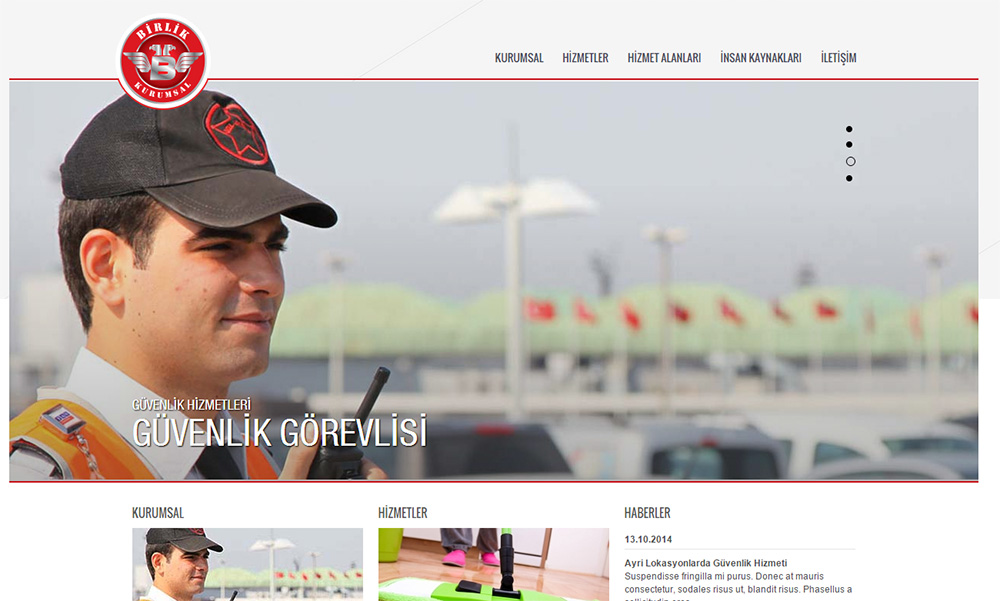 BİRLİK
B
KURUMSAL
KURUMSAL HİZMETLER HİZMET ALANLARI İNSAN KAYNAKLARI İLETİŞİM
GÜVENLİK HİZMETLERİ
GÜVENLİK GÖREVLİSİ
KURUMSAL
HİZMETLER
HABERLER
13.10.2014
Ayri Lokasyonlarda Güvenlik Hizmeti
Suspendisse fringilla mi purus. Donec at mauris
consectetur, sodales risus ut, blandit risus. Phasellus a